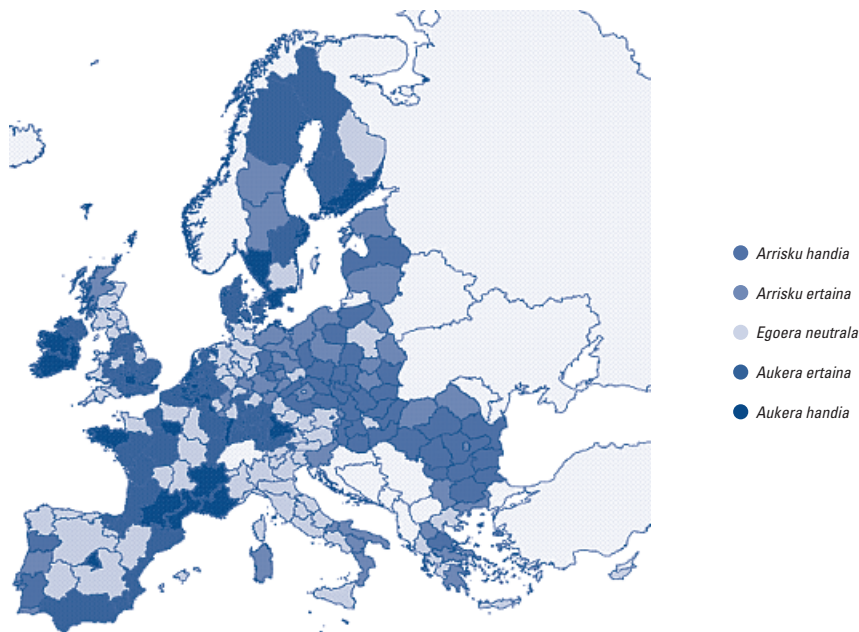 Arrisku handia
Arrisku ertaina
Egoera neutrala
Aukera ertaina
Aukera handia